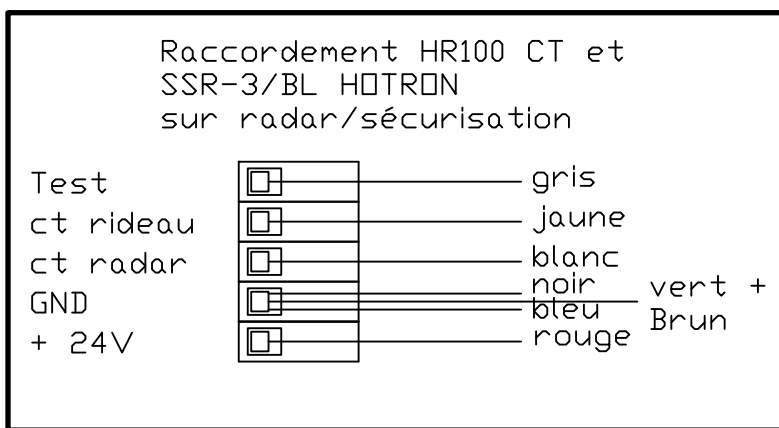 Raccordement HR100 CT et
SSR-3/BL HOTRON
sur radar/sécurisation
Test
gris
ct rideau
jaune
ct radar
blanc
GND
noir
bleu
vert +
Brun
+ 24V
rouge